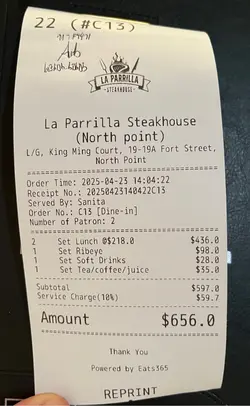 22 (#C13)
LA PARRILLA
STEAKHOUSE
La Parrilla Steakhouse
(North point)
L/G, King Ming Court, 19-19A Fort Street,
North Point
Order Time: 2025-04-23 14:04:22
Receipt No.: 20250423140422C13
Served By: Sanita
Order No.: C13 [Dine-in]
Number of Patron: 2
2 Set Lunch @$218.0 $436.0
1 Set Ribeye $98.0
1 Set Soft Drinks $28.0
1 Set Tea/coffee/juice $35.0
Subtotal $597.0
Service Charge(10%) $59.7
Amount $656.0
Thank You
Powered by Eats365
REPRINT